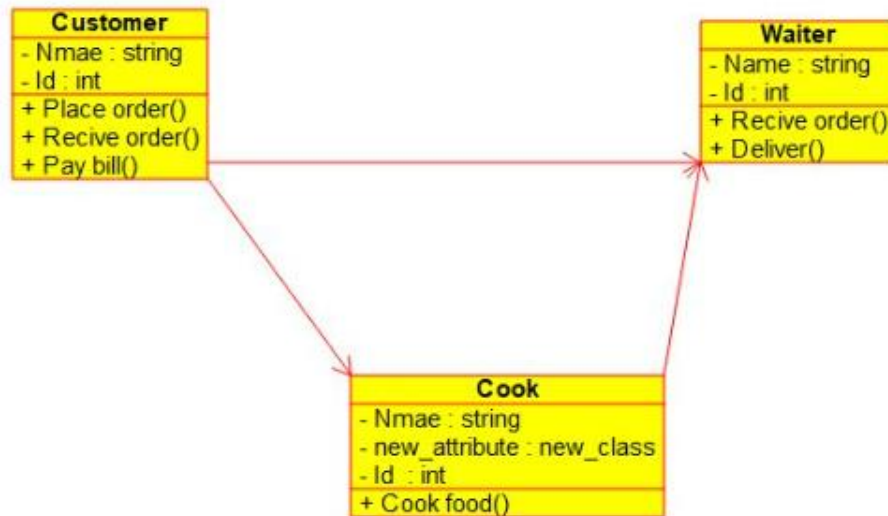 Customer
- Nmae : string
- Id : int
+ Place order()
+ Recive order()
+ Pay bill()
Waiter
- Name : string
- Id : int
+ Recive order()
+ Deliver()
Cook
- Nmae : string
- new_attribute : new_class
- Id : int
+ Cook food()